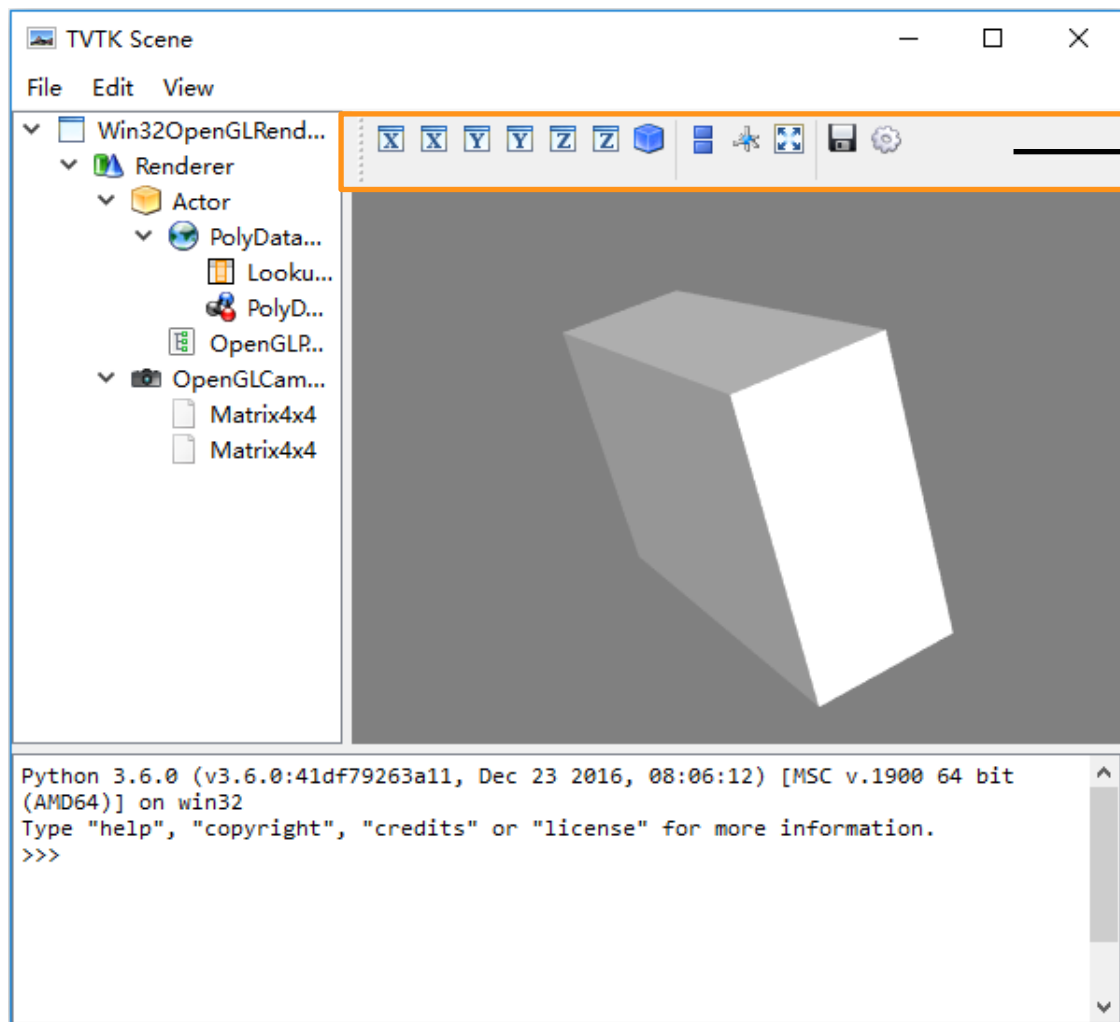 TVTK Scene
File Edit View
Win32OpenGLRend...
Renderer
Actor
PolyData...
Looku...
PolyD...
OpenGLP...
OpenGLCam...
Matrix4x4
Matrix4x4
X X Y Y Z Z
Python 3.6.0 (v3.6.0:41df79263a11, Dec 23 2016, 08:06:12) [MSC v.1900 64 bit
(AMD64)] on win32
Type "help", "copyright", "credits" or "license" for more information.
>>>